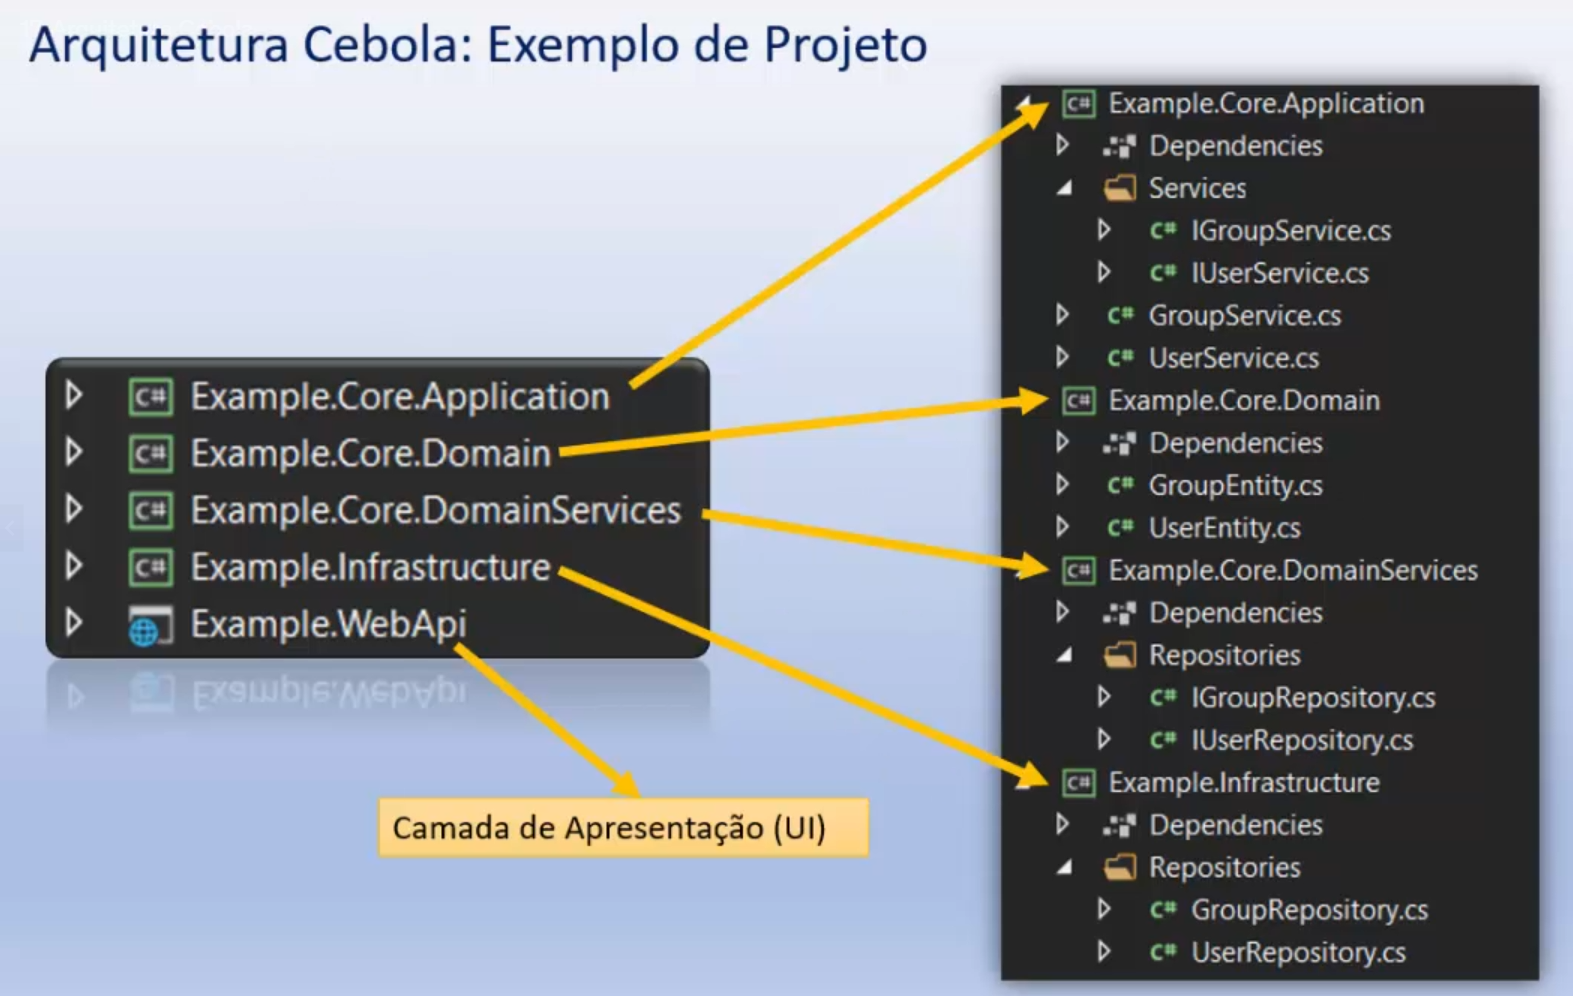 Arquitetura Cebola: Exemplo de Projeto
C# Example.Core.Application
C# Example.Core.Domain
C# Example.Core.DomainServices
C# Example.Infrastructure
Example.WebApi
Example.WebApi
Camada de Apresentação (UI)
C# Example.Core.Application
Dependencies
Services
C# IGroupService.cs
C# IUserService.cs
C# GroupService.cs
C# UserService.cs
C# Example.Core.Domain
Dependencies
C# GroupEntity.cs
C# UserEntity.cs
C# Example.Core.DomainServices
Dependencies
Repositories
C# IGroupRepository.cs
C# IUserRepository.cs
C# Example.Infrastructure
Dependencies
Repositories
C# GroupRepository.cs
C# UserRepository.cs